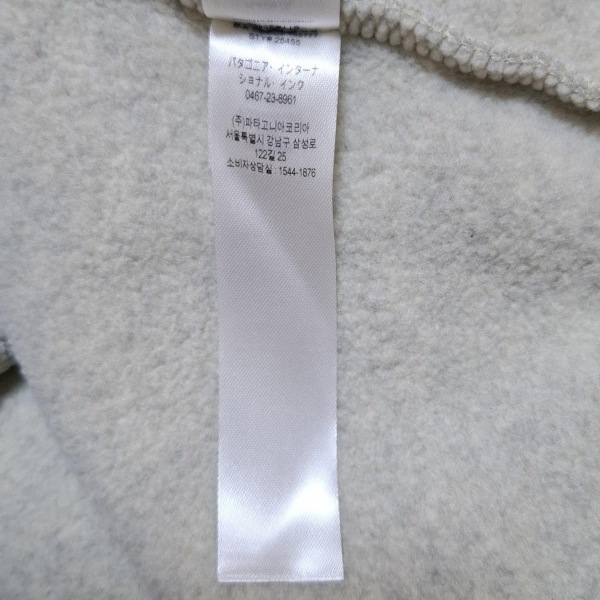 STY# 25455
パタゴニア・インターナ
ショナル・インク
0467-23-8961
(주)파타고니아코리아
서울특별시 강남구 삼성로
122길 25
소비자상담실 : 1544-1876